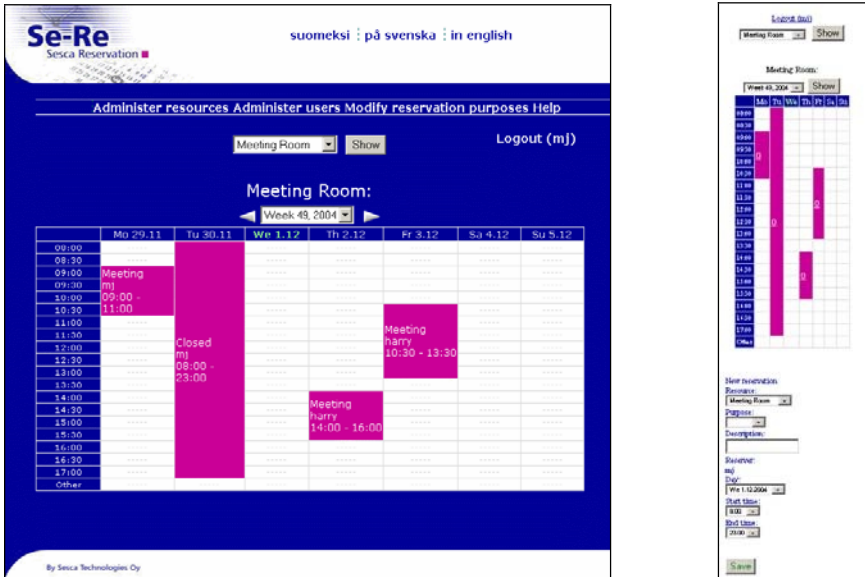 Se-Re
Sesca Reservation
suomeksi på svenska in english
Administer resources Administer users Modify reservation purposes Help
Meeting Room Show
Logout (mj)
Meeting Room:
Week 49, 2004
Mo 29.11 Tu 30.11 We 1.12 Th 2.12 Fr 3.12 Sa 4.12 Su 5.12
00:00
08:30
09:00
09:30
10:00
10:30
11:00
11:30
12:00
12:30
13:00
13:30
14:00
14:30
15:00
15:30
16:00
16:30
17:00
Other
Meeting
mj
09:00 -
11:00
Closed
mj
08:00 -
23:00
Meeting
harry
14:00 - 16:00
Meeting
harry
10:30 - 13:30
By Sesca Technologies Oy
Logout (mj)
Meeting Room Show
Meeting Room:
Week 49, 2004 Show
Mo Tu We Th Fr Sa Su
Other
New reservation
Resource:
Meeting Room
Purpose:
Description:
Reserver:
mj
Day:
We 1.12.2004
Start time:
End time:
23:00
Save